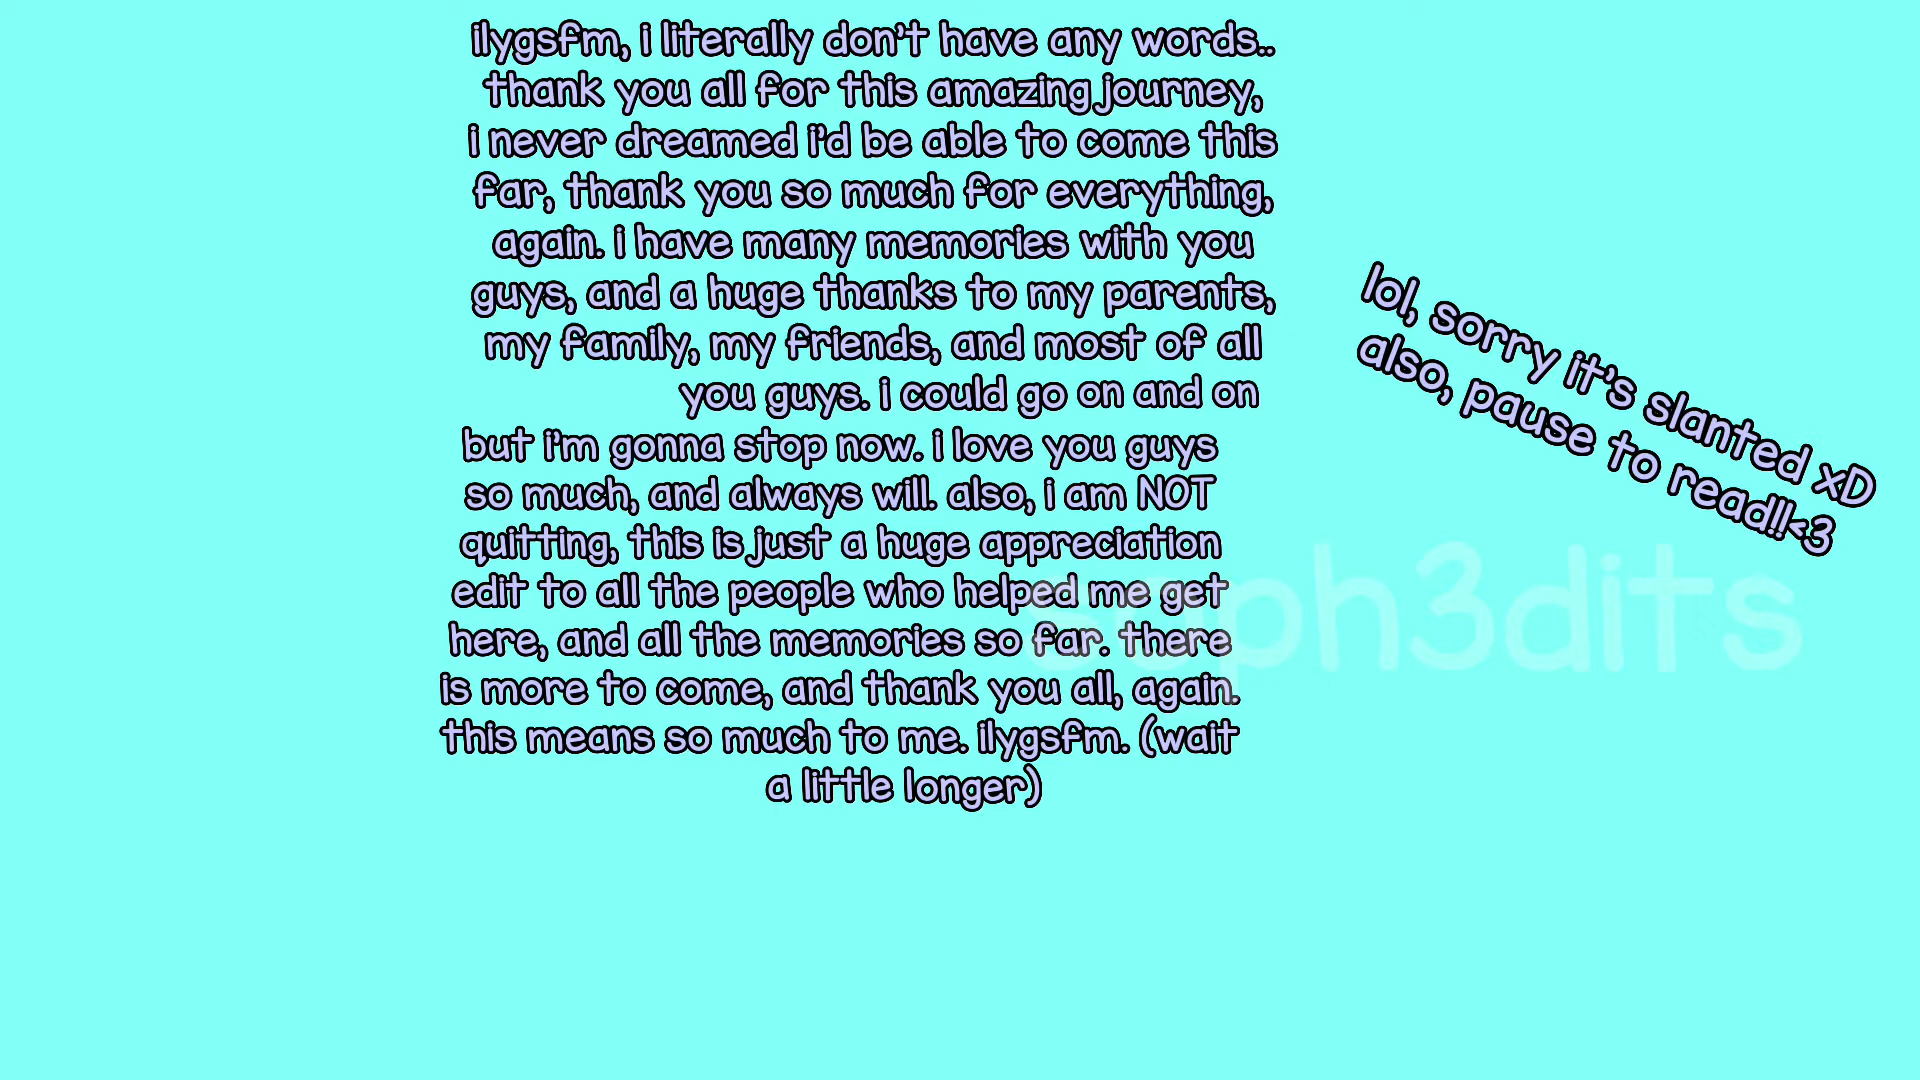 ilygsfm, i literally don't have any words..
thank you all for this amazing journey,
i never dreamed i'd be able to come this
far, thank you so much for everything,
again. i have many memories with you
guys, and a huge thanks to my parents,
my family, my friends, and most of all
you guys. i could go on and on
but i'm gonna stop now. i love you guys
so much, and always will. also, i am NOT
quitting, this is just a huge appreciation
edit to all the people who helped me get
here, and all the memories so far. there
is more to come, and thank you all, again.
this means so much to me. ilygsfm. (wait
a little longer)
lol, sorry it's slanted xD
also, pause to read!!<3
soph3dits